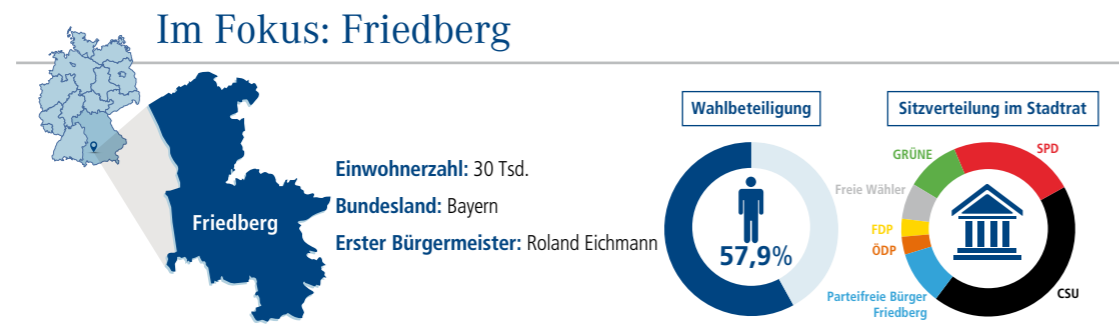 Im Fokus: Friedberg
Friedberg
Einwohnerzahl: 30 Tsd.
Bundesland: Bayern
Erster Bürgermeister: Roland Eichmann
Wahlbeteiligung
57,9%
Sitzverteilung im Stadtrat
SPD
GRÜNE
Freie Wähler
FDP
ÖDP
Parteifreie Bürger
Friedberg
CSU